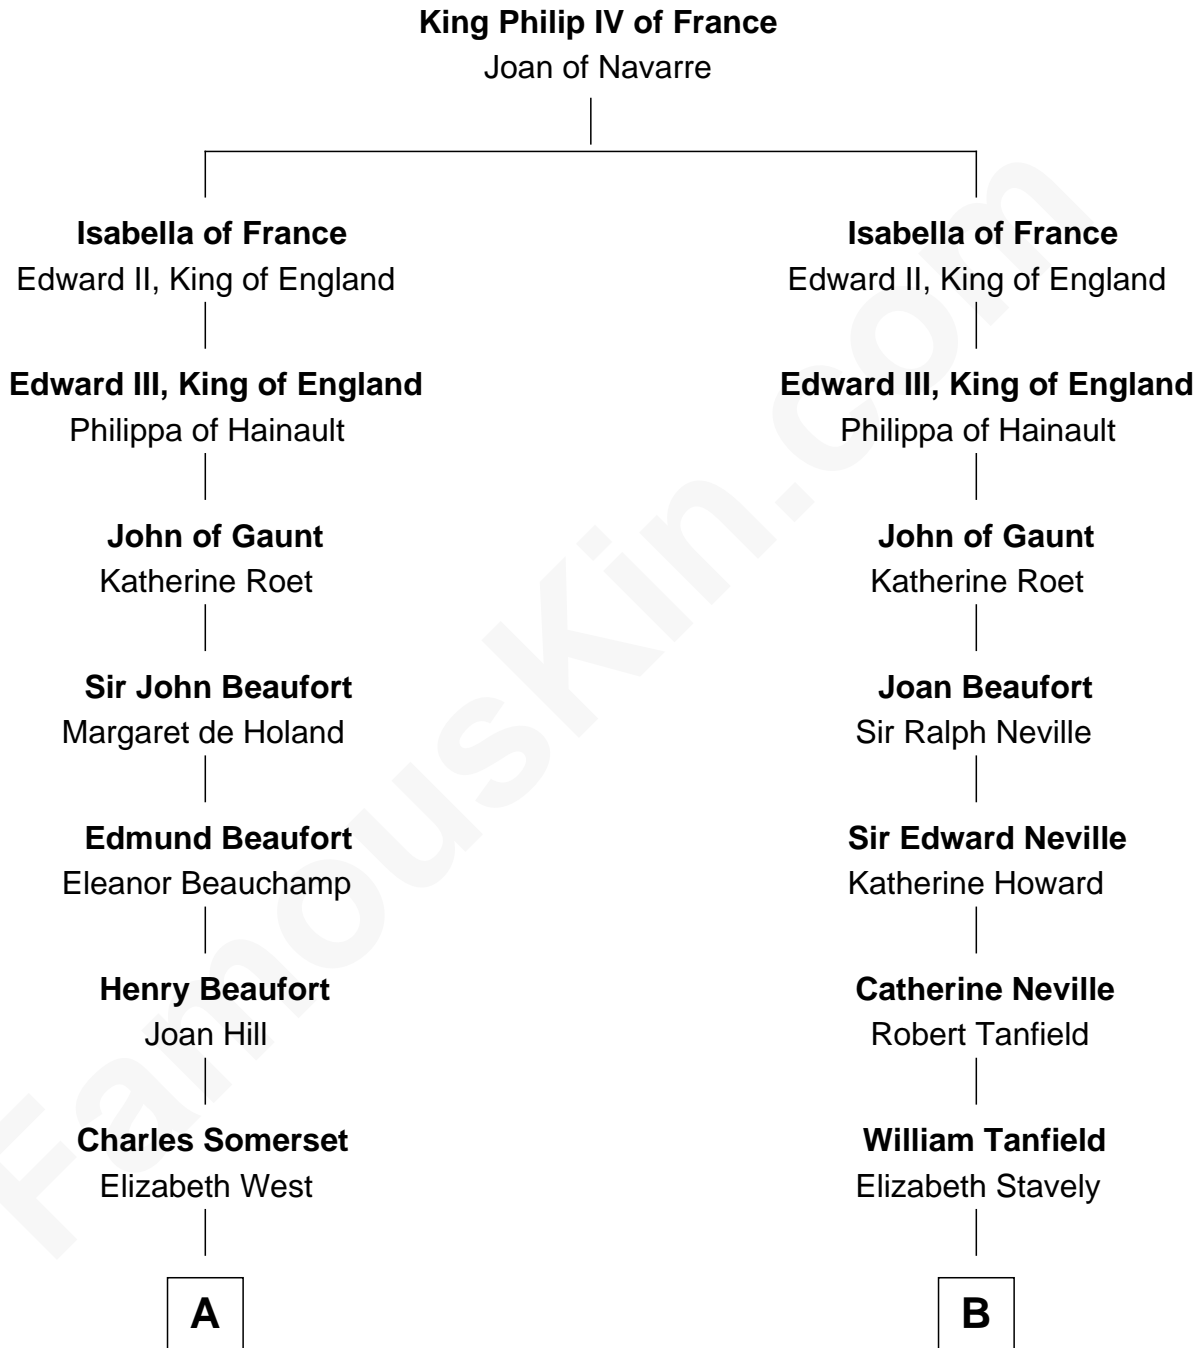 King Philip IV of France
Joan of Navarre
Isabella of France
Edward II, King of England
Edward III, King of England
Philippa of Hainault
John of Gaunt
Katherine Roet
Sir John Beaufort
Margaret de Holand
Edmund Beaufort
Eleanor Beauchamp
Henry Beaufort
Joan Hill
Charles Somerset
Elizabeth West
A
Isabella of France
Edward II, King of England
Edward III, King of England
Philippa of Hainault
John of Gaunt
Katherine Roet
Joan Beaufort
Sir Ralph Neville
Sir Edward Neville
Katherine Howard
Catherine Neville
Robert Tanfield
William Tanfield
Elizabeth Stavely
B
FamousKin.com